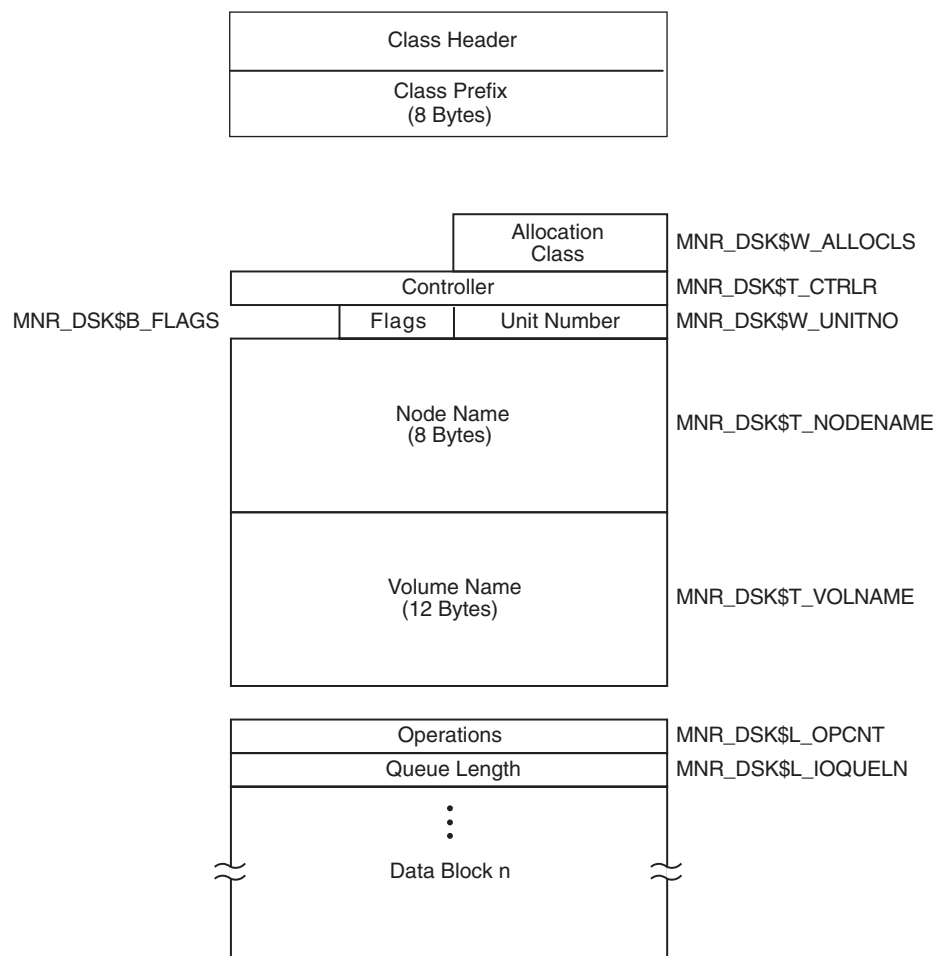 Class Header
Class Prefix
(8 Bytes)
Allocation
Class
MNR_DSK$W_ALLOCLS
Controller
MNR_DSK$T_CTRLR
MNR_DSK$B_FLAGS
Flags
Unit Number
MNR_DSK$W_UNITNO
Node Name
(8 Bytes)
MNR_DSK$T_NODENAME
Volume Name
(12 Bytes)
MNR_DSK$T_VOLNAME
Operations
MNR_DSK$L_OPCNT
Queue Length
MNR_DSK$L_IOQUELN
Data Block n